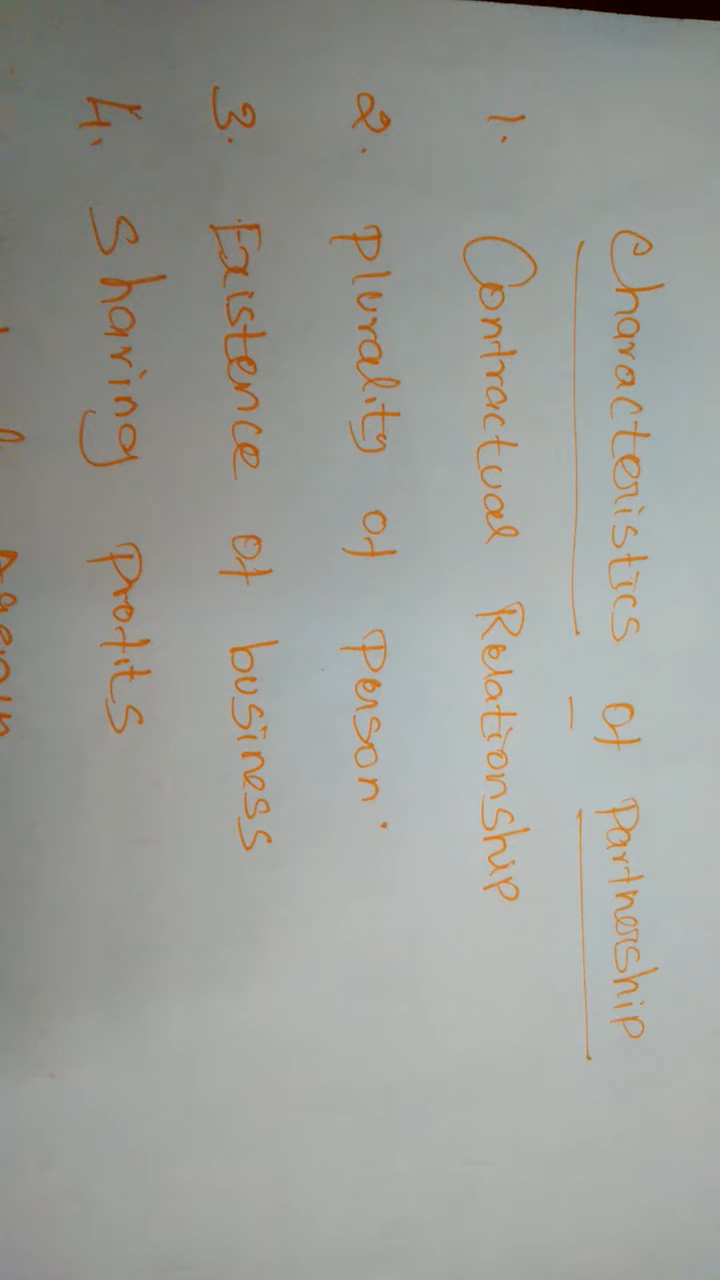 Characteristics of Partnership
1. Contractual Relationship
2. Plurality of Person.
3. Existence of business
4. Sharing Profits